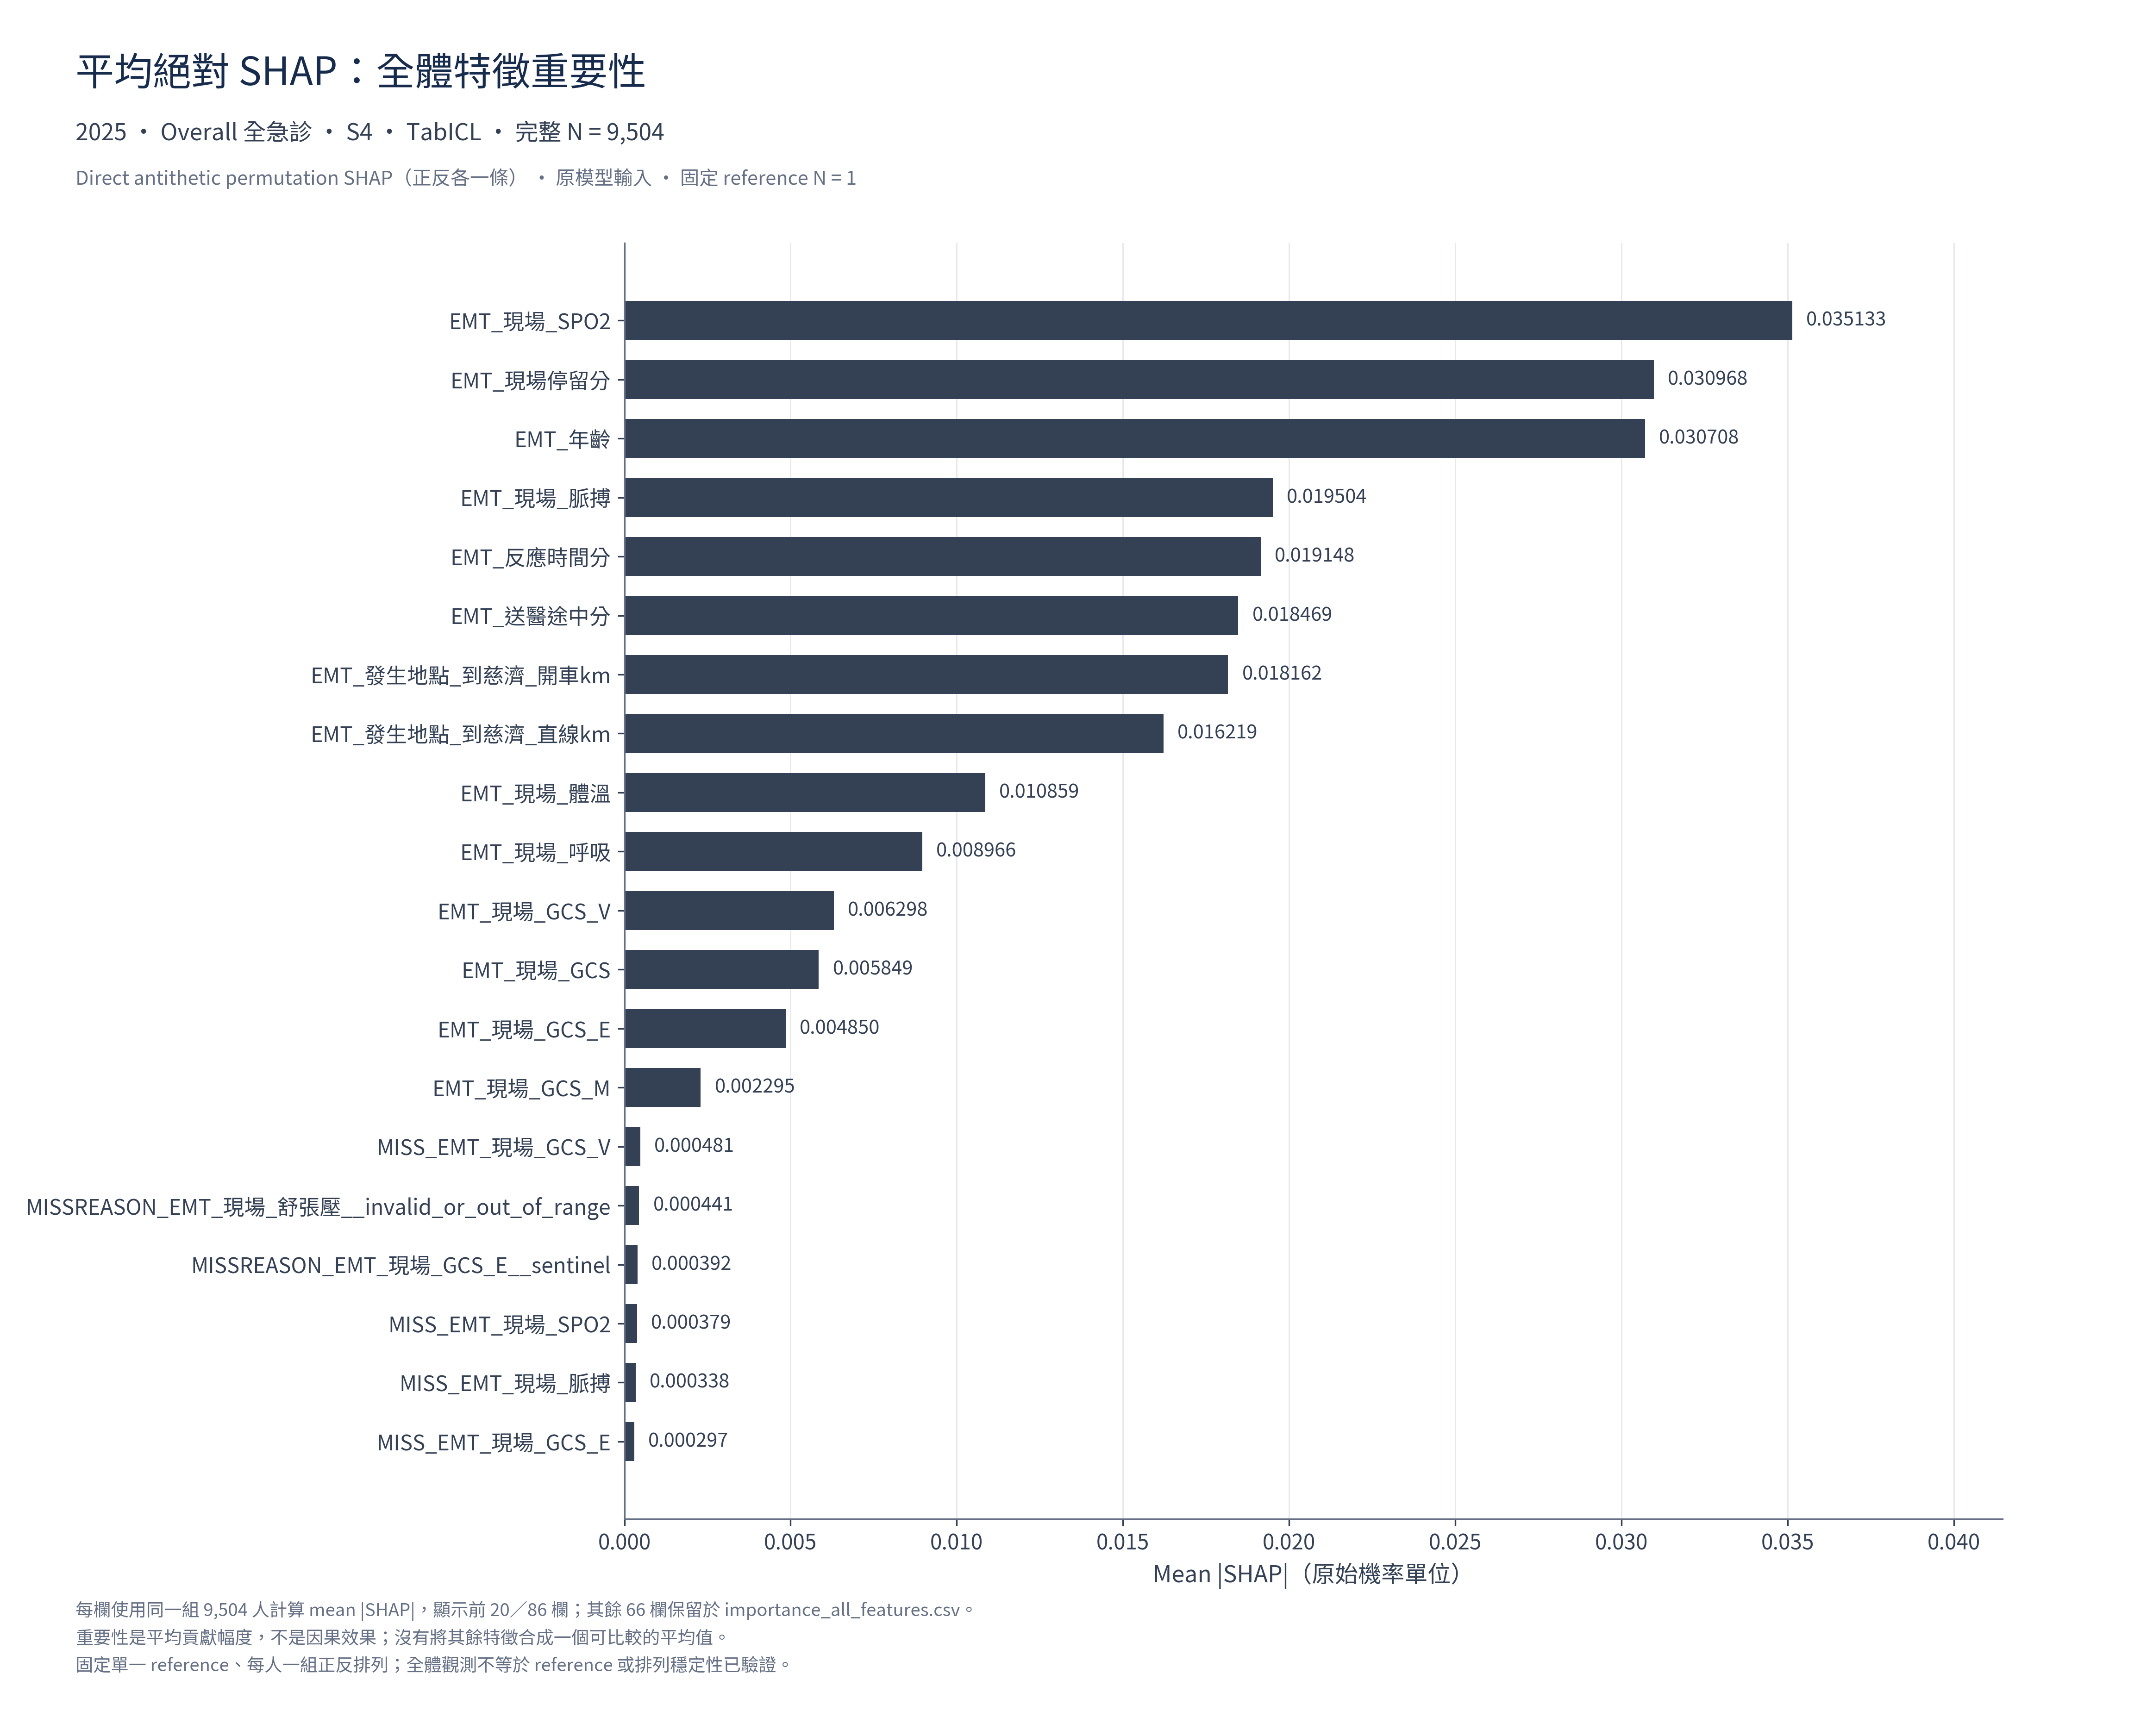 平均絕對 SHAP：全體特徵重要性
2025 • Overall 全急診 • S4 • TabICL • 完整 N = 9,504
Direct antithetic permutation SHAP（正反各一條） • 原模型輸入 • 固定 reference N = 1
EMT_現場_SPO2 0.035133
EMT_現場停留分 0.030968
EMT_年齡 0.030708
EMT_現場_脈搏 0.019504
EMT_反應時間分 0.019148
EMT_送醫途中分 0.018469
EMT_發生地點_到慈濟_開車km 0.018162
EMT_發生地點_到慈濟_直線km 0.016219
EMT_現場_體溫 0.010859
EMT_現場_呼吸 0.008966
EMT_現場_GCS_V 0.006298
EMT_現場_GCS 0.005849
EMT_現場_GCS_E 0.004850
EMT_現場_GCS_M 0.002295
MISS_EMT_現場_GCS_V 0.000481
MISSREASON_EMT_現場_舒張壓__invalid_or_out_of_range 0.000441
MISSREASON_EMT_現場_GCS_E__sentinel 0.000392
MISS_EMT_現場_SPO2 0.000379
MISS_EMT_現場_脈搏 0.000338
MISS_EMT_現場_GCS_E 0.000297
0.000 0.005 0.010 0.015 0.020 0.025 0.030 0.035 0.040
Mean |SHAP|（原始機率單位）
每欄使用同一組 9,504 人計算 mean |SHAP|，顯示前 20／86 欄；其餘 66 欄保留於 importance_all_features.csv。
重要性是平均貢獻幅度，不是因果效果；沒有將其餘特徵合成一個可比較的平均值。
固定單一 reference、每人一組正反排列；全體觀測不等於 reference 或排列穩定性已驗證。